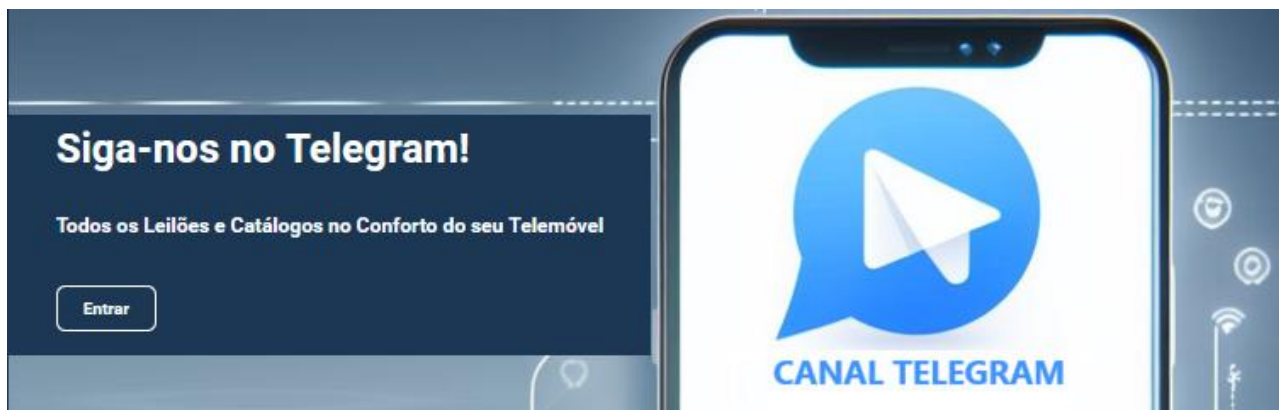 Siga-nos no Telegram!
Todos os Leilões e Catálogos no Conforto do seu Telemóvel
Entrar
CANAL TELEGRAM